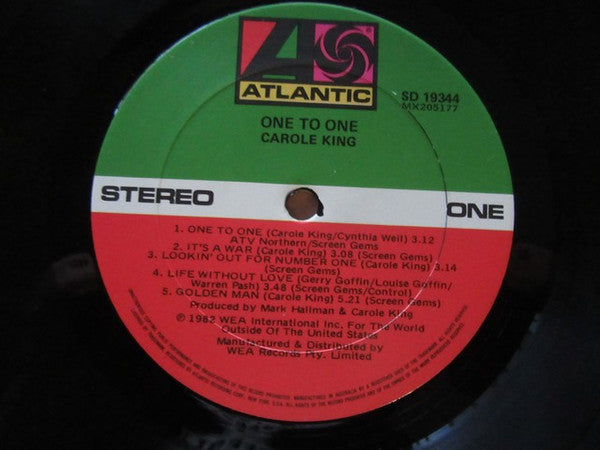 ATLANTIC
SD 19344
MX205177
ONE TO ONE
CAROLE KING
STEREO
ONE
1. ONE TO ONE (Carole King/Cynthia Weil) 3.12
ATV Northern/Screen Gems
2. IT'S A WAR (Carole King) 3.08 (Screen Gems)
3. LOOKIN' OUT FOR NUMBER ONE (Carole King) 3.14
(Screen Gems)
4. LIFE WITHOUT LOVE (Gerry Goffin/Louise Goffin/
Warren Pash) 3.48 (Screen Gems/Control)
5. GOLDEN MAN (Carole King) 5.21 (Screen Gems)
Produced by Mark Hallman & Carole King
℗ 1982 WEA International Inc. For The World
Outside Of The United States
Manufactured & Distributed by
WEA Records Pty. Limited